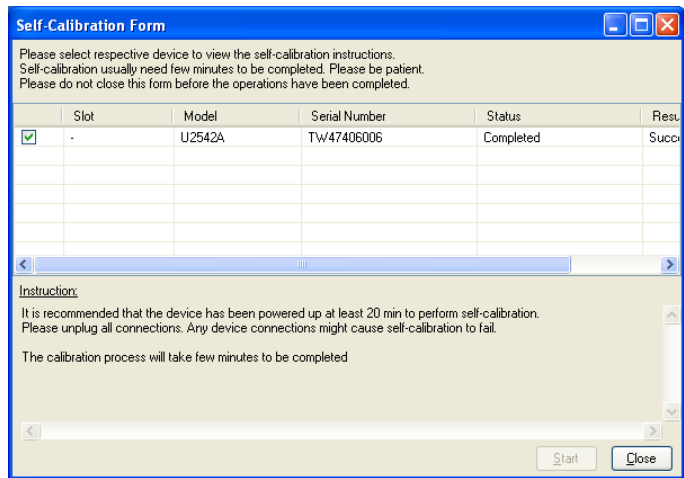 Self-Calibration Form
Please select respective device to view the self-calibration instructions.
Self-calibration usually need few minutes to be completed. Please be patient.
Please do not close this form before the operations have been completed.
Slot Model Serial Number Status
- U2542A TW47406006 Completed
Instruction:
It is recommended that the device has been powered up at least 20 min to perform self-calibration.
Please unplug all connections. Any device connections might cause self-calibration to fail.
The calibration process will take few minutes to be completed
Start Close